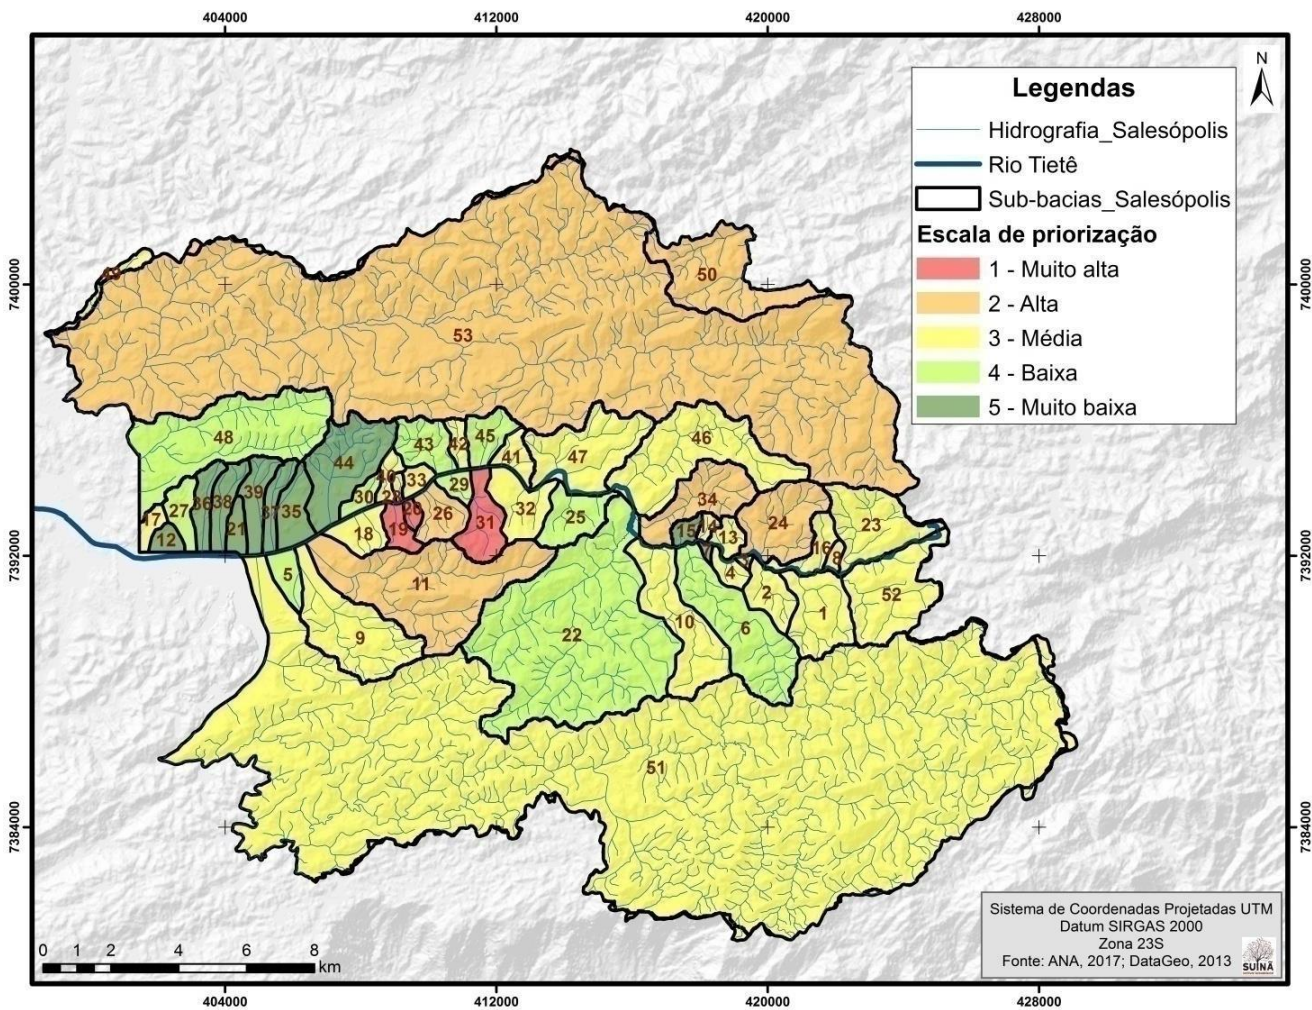 404000 412000 420000 428000
N
Legendas
Hidrografia_Salesópolis
Rio Tietê
Sub-bacias_Salesópolis
Escala de priorização
1 - Muito alta
2 - Alta
3 - Média
4 - Baixa
5 - Muito baixa
7400000 7400000
7392000 7392000
7384000 7384000
49
50
53
48
44
43
42
45
41
47
46
40
33
29
30
36
38
39
37
35
27
17
12
21
18
19
20
26
31
32
25
34
15
14
13
24
16
8
23
5
9
11
22
10
6
4
2
1
52
51
0 1 2 4 6 8
km
Sistema de Coordenadas Projetadas UTM
Datum SIRGAS 2000
Zona 23S
Fonte: ANA, 2017; DataGeo, 2013
SUINÃ
404000 412000 420000 428000